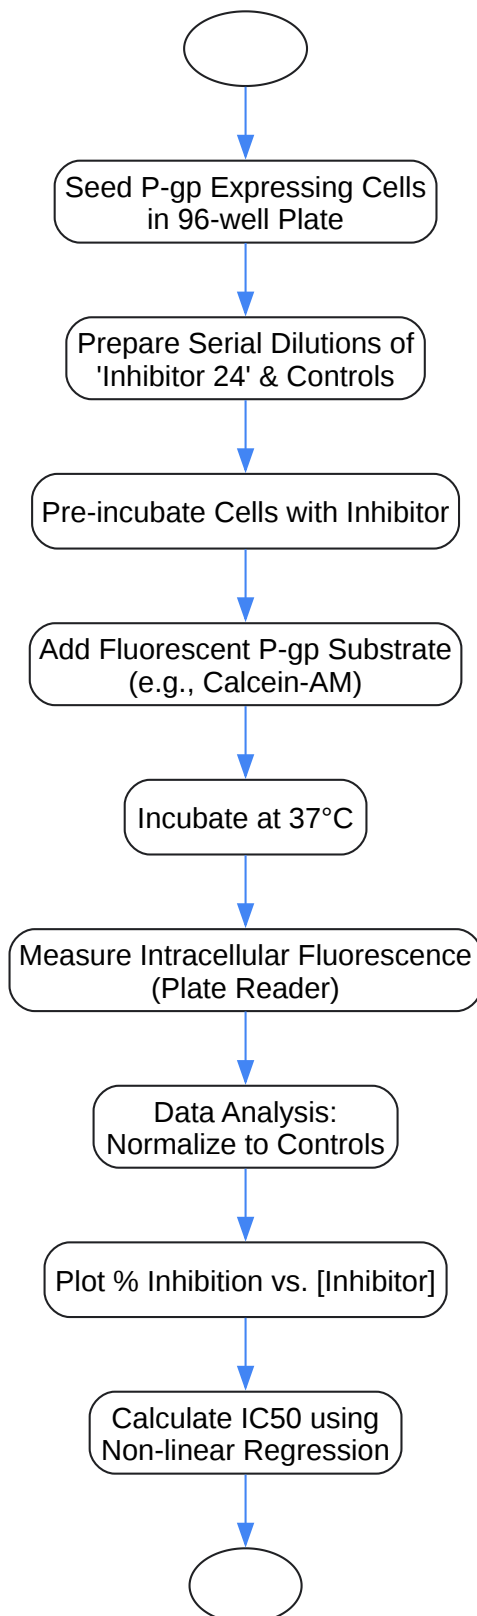 Seed P-gp Expressing Cells
in 96-well Plate
Prepare Serial Dilutions of
'Inhibitor 24' & Controls
Pre-incubate Cells with Inhibitor
Add Fluorescent P-gp Substrate
(e.g., Calcein-AM)
Incubate at 37°C
Measure Intracellular Fluorescence
(Plate Reader)
Data Analysis:
Normalize to Controls
Plot % Inhibition vs. [Inhibitor]
Calculate IC50 using
Non-linear Regression